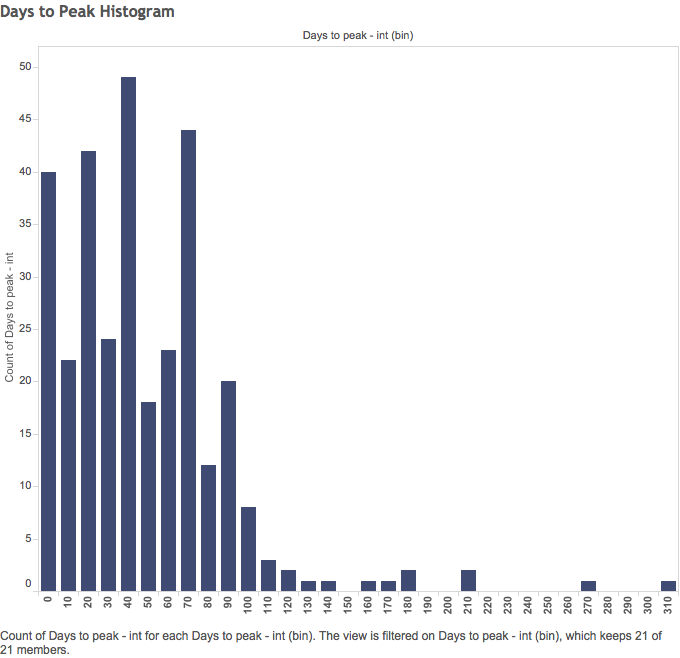 Days to Peak Histogram
Days to peak - int (bin)
Count of Days to peak - int
50
45
40
35
30
25
20
15
10
5
0
0 10 20 30 40 50 60 70 80 90 100 110 120 130 140 150 160 170 180 190 200 210 220 230 240 250 260 270 280 290 300 310
Count of Days to peak - int for each Days to peak - int (bin). The view is filtered on Days to peak - int (bin), which keeps 21 of
21 members.